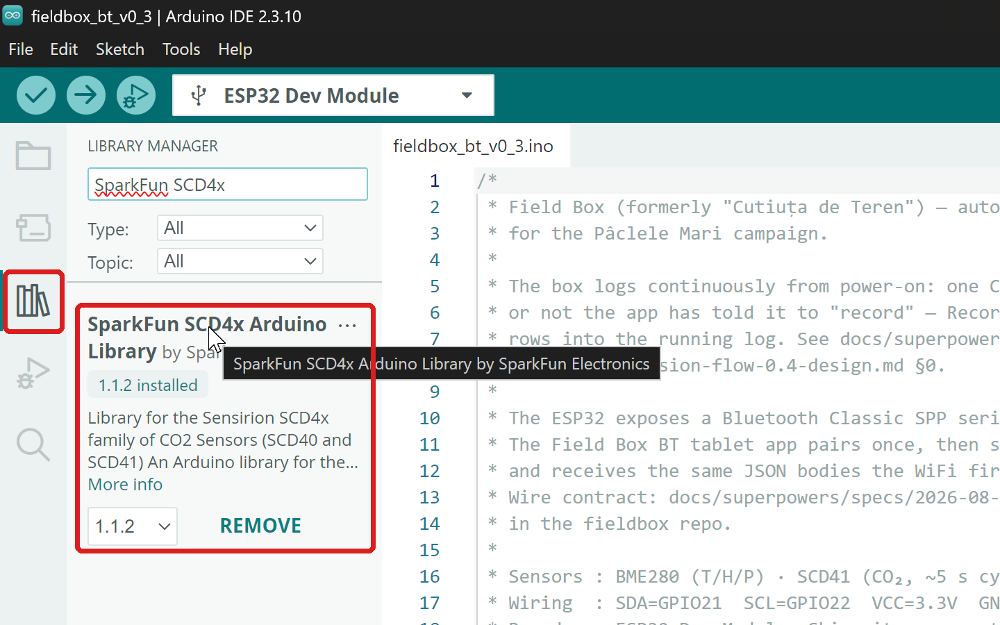 fieldbox_bt_v0_3 | Arduino IDE 2.3.10
File Edit Sketch Tools Help
ESP32 Dev Module
LIBRARY MANAGER
SparkFun SCD4x
Type: All
Topic: All
SparkFun SCD4x Arduino
Library by
SparkFun SCD4x Arduino Library by SparkFun Electronics
1.1.2 installed
Library for the Sensirion SCD4x
family of CO2 Sensors (SCD40 and
SCD41) An Arduino library for the...
More info
1.1.2
REMOVE
fieldbox_bt_v0_3.ino
1 /*
2 * Field Box (formerly "Cutiuța de Teren") — auto
3 * for the Pâclele Mari campaign.
4 *
5 * The box logs continuously from power-on: one C
6 * or not the app has told it to "record" — Recor
7 * rows into the running log. See docs/superpower
sion-flow-0.4-design.md §0.
9 *
10 * The ESP32 exposes a Bluetooth Classic SPP seri
11 * The Field Box BT tablet app pairs once, then s
12 * and receives the same JSON bodies the WiFi fir
13 * Wire contract: docs/superpowers/specs/2026-08-
14 * in the fieldbox repo.
15 *
16 * Sensors : BME280 (T/H/P) · SCD41 (CO₂, ~5 s cy
17 * Wiring : SDA=GPIO21 SCL=GPIO22 VCC=3.3V GN